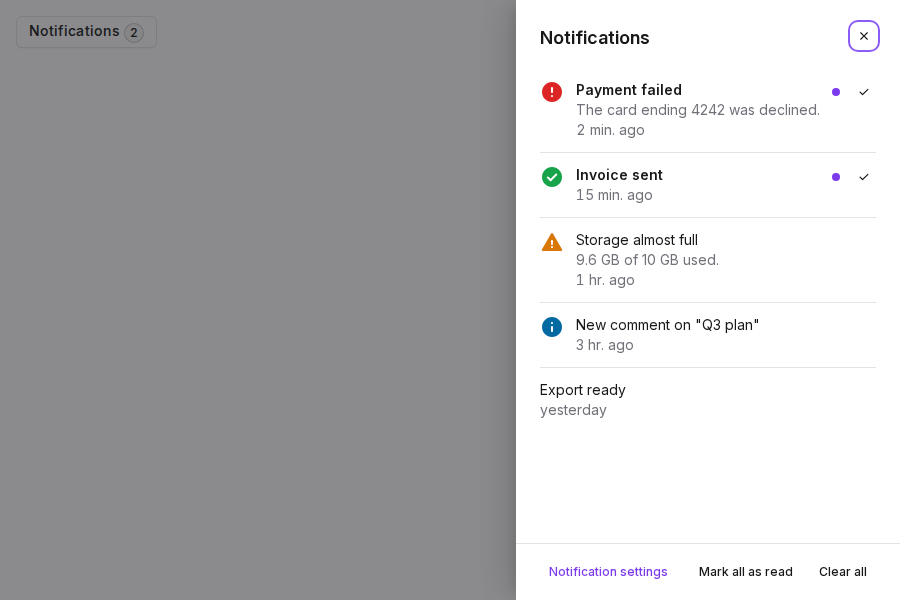 Notifications 2
Notifications
Payment failed
The card ending 4242 was declined.
2 min. ago
Invoice sent
15 min. ago
Storage almost full
9.6 GB of 10 GB used.
1 hr. ago
New comment on "Q3 plan"
3 hr. ago
Export ready
yesterday
Notification settings
Mark all as read
Clear all